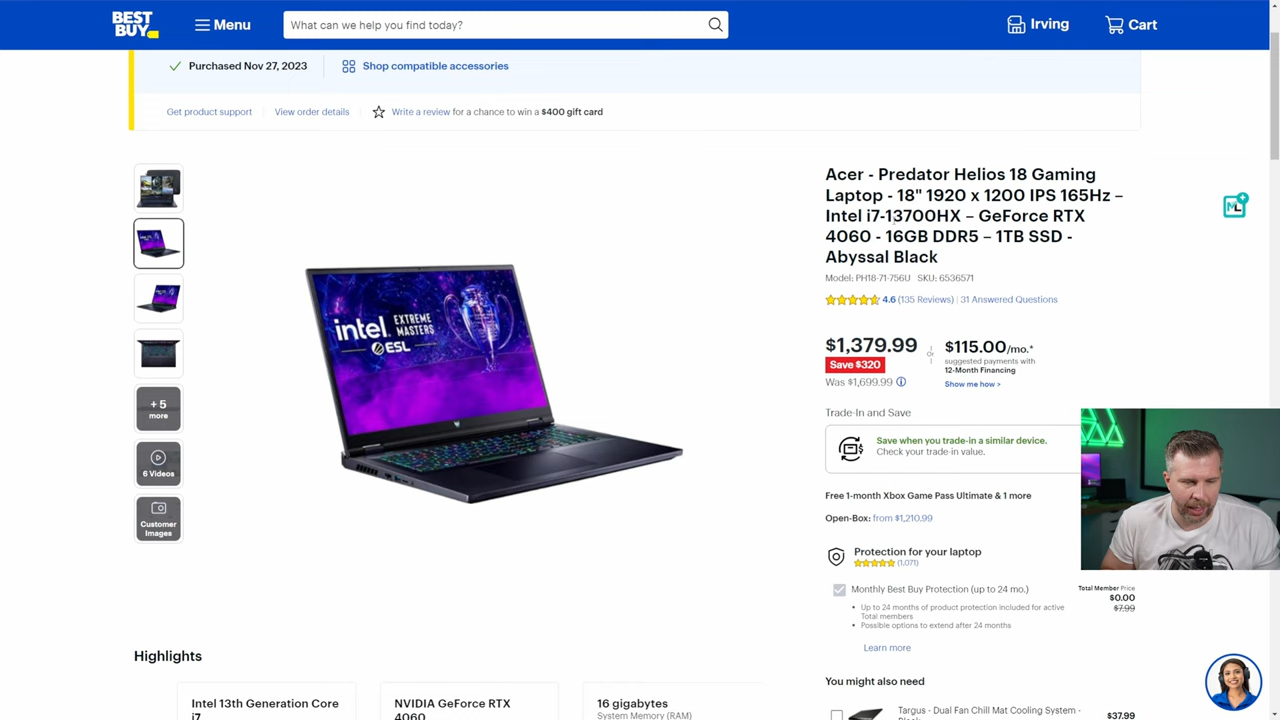 BEST
BUY
Menu
What can we help you find today?
Irving
Cart
Purchased Nov 27, 2023
Shop compatible accessories
Get product support
View order details
Write a review for a chance to win a $400 gift card
Acer - Predator Helios 18 Gaming
Laptop - 18" 1920 x 1200 IPS 165Hz –
Intel i7-13700HX – GeForce RTX
4060 - 16GB DDR5 – 1TB SSD -
Abyssal Black
Model: PH18-71-756U SKU: 6536571
4.6 (135 Reviews) | 31 Answered Questions
$1,379.99
Save $320
Was $1,699.99
Or
$115.00/mo.*
suggested payments with
12-Month Financing
Show me how >
intel EXTREME MASTERS
ESL
+ 5
more
6 Videos
Customer
Images
Trade-In and Save
Save when you trade-in a similar device.
Check your trade-in value.
Free 1-month Xbox Game Pass Ultimate & 1 more
Open-Box: from $1,210.99
Protection for your laptop
(1,071)
Monthly Best Buy Protection (up to 24 mo.)
Total Member Price
$0.00
$7.99
• Up to 24 months of product protection included for active
Total members
• Possible options to extend after 24 months
Learn more
Highlights
You might also need
Intel 13th Generation Core
i7
NVIDIA GeForce RTX
4060
16 gigabytes
System Memory (RAM)
Targus - Dual Fan Chill Mat Cooling System -
$37.99
ML